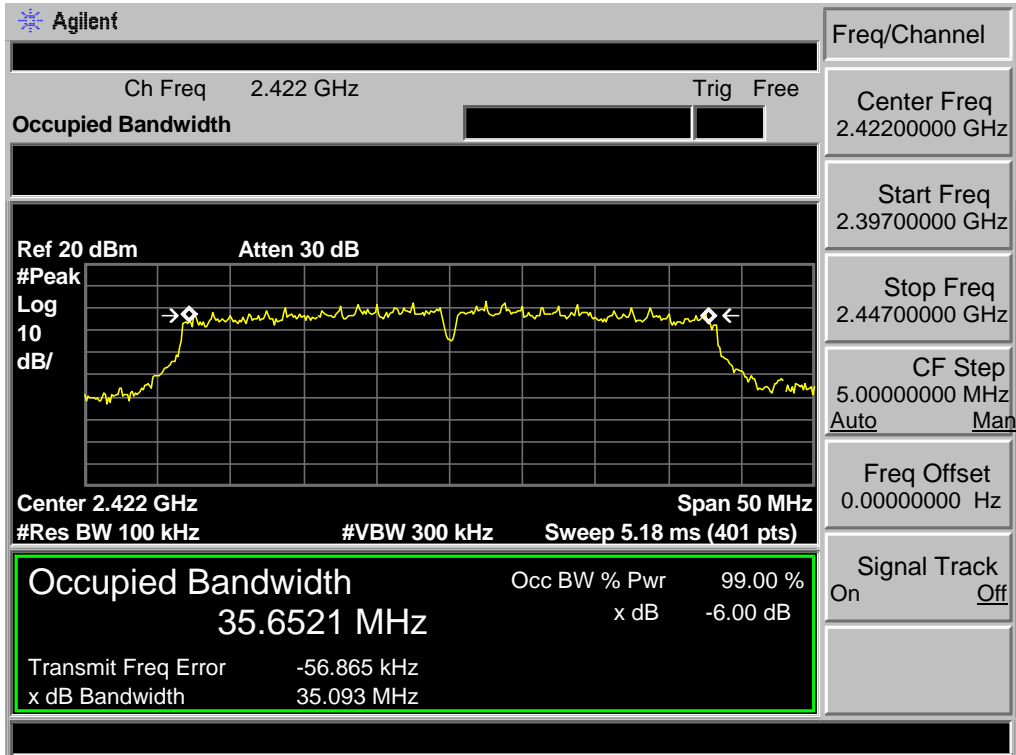 Agilent
Freq/Channel
Ch Freq 2.422 GHz Trig Free
Occupied Bandwidth
Center Freq
2.42200000 GHz
Start Freq
2.39700000 GHz
Ref 20 dBm Atten 30 dB
#Peak
Log
10
dB/
Stop Freq
2.44700000 GHz
CF Step
5.00000000 MHz
Auto Man
Center 2.422 GHz Span 50 MHz
#Res BW 100 kHz #VBW 300 kHz Sweep 5.18 ms (401 pts)
Freq Offset
0.00000000 Hz
Occupied Bandwidth
35.6521 MHz
Occ BW % Pwr 99.00 %
x dB -6.00 dB
Transmit Freq Error -56.865 kHz
x dB Bandwidth 35.093 MHz
Signal Track
On Off